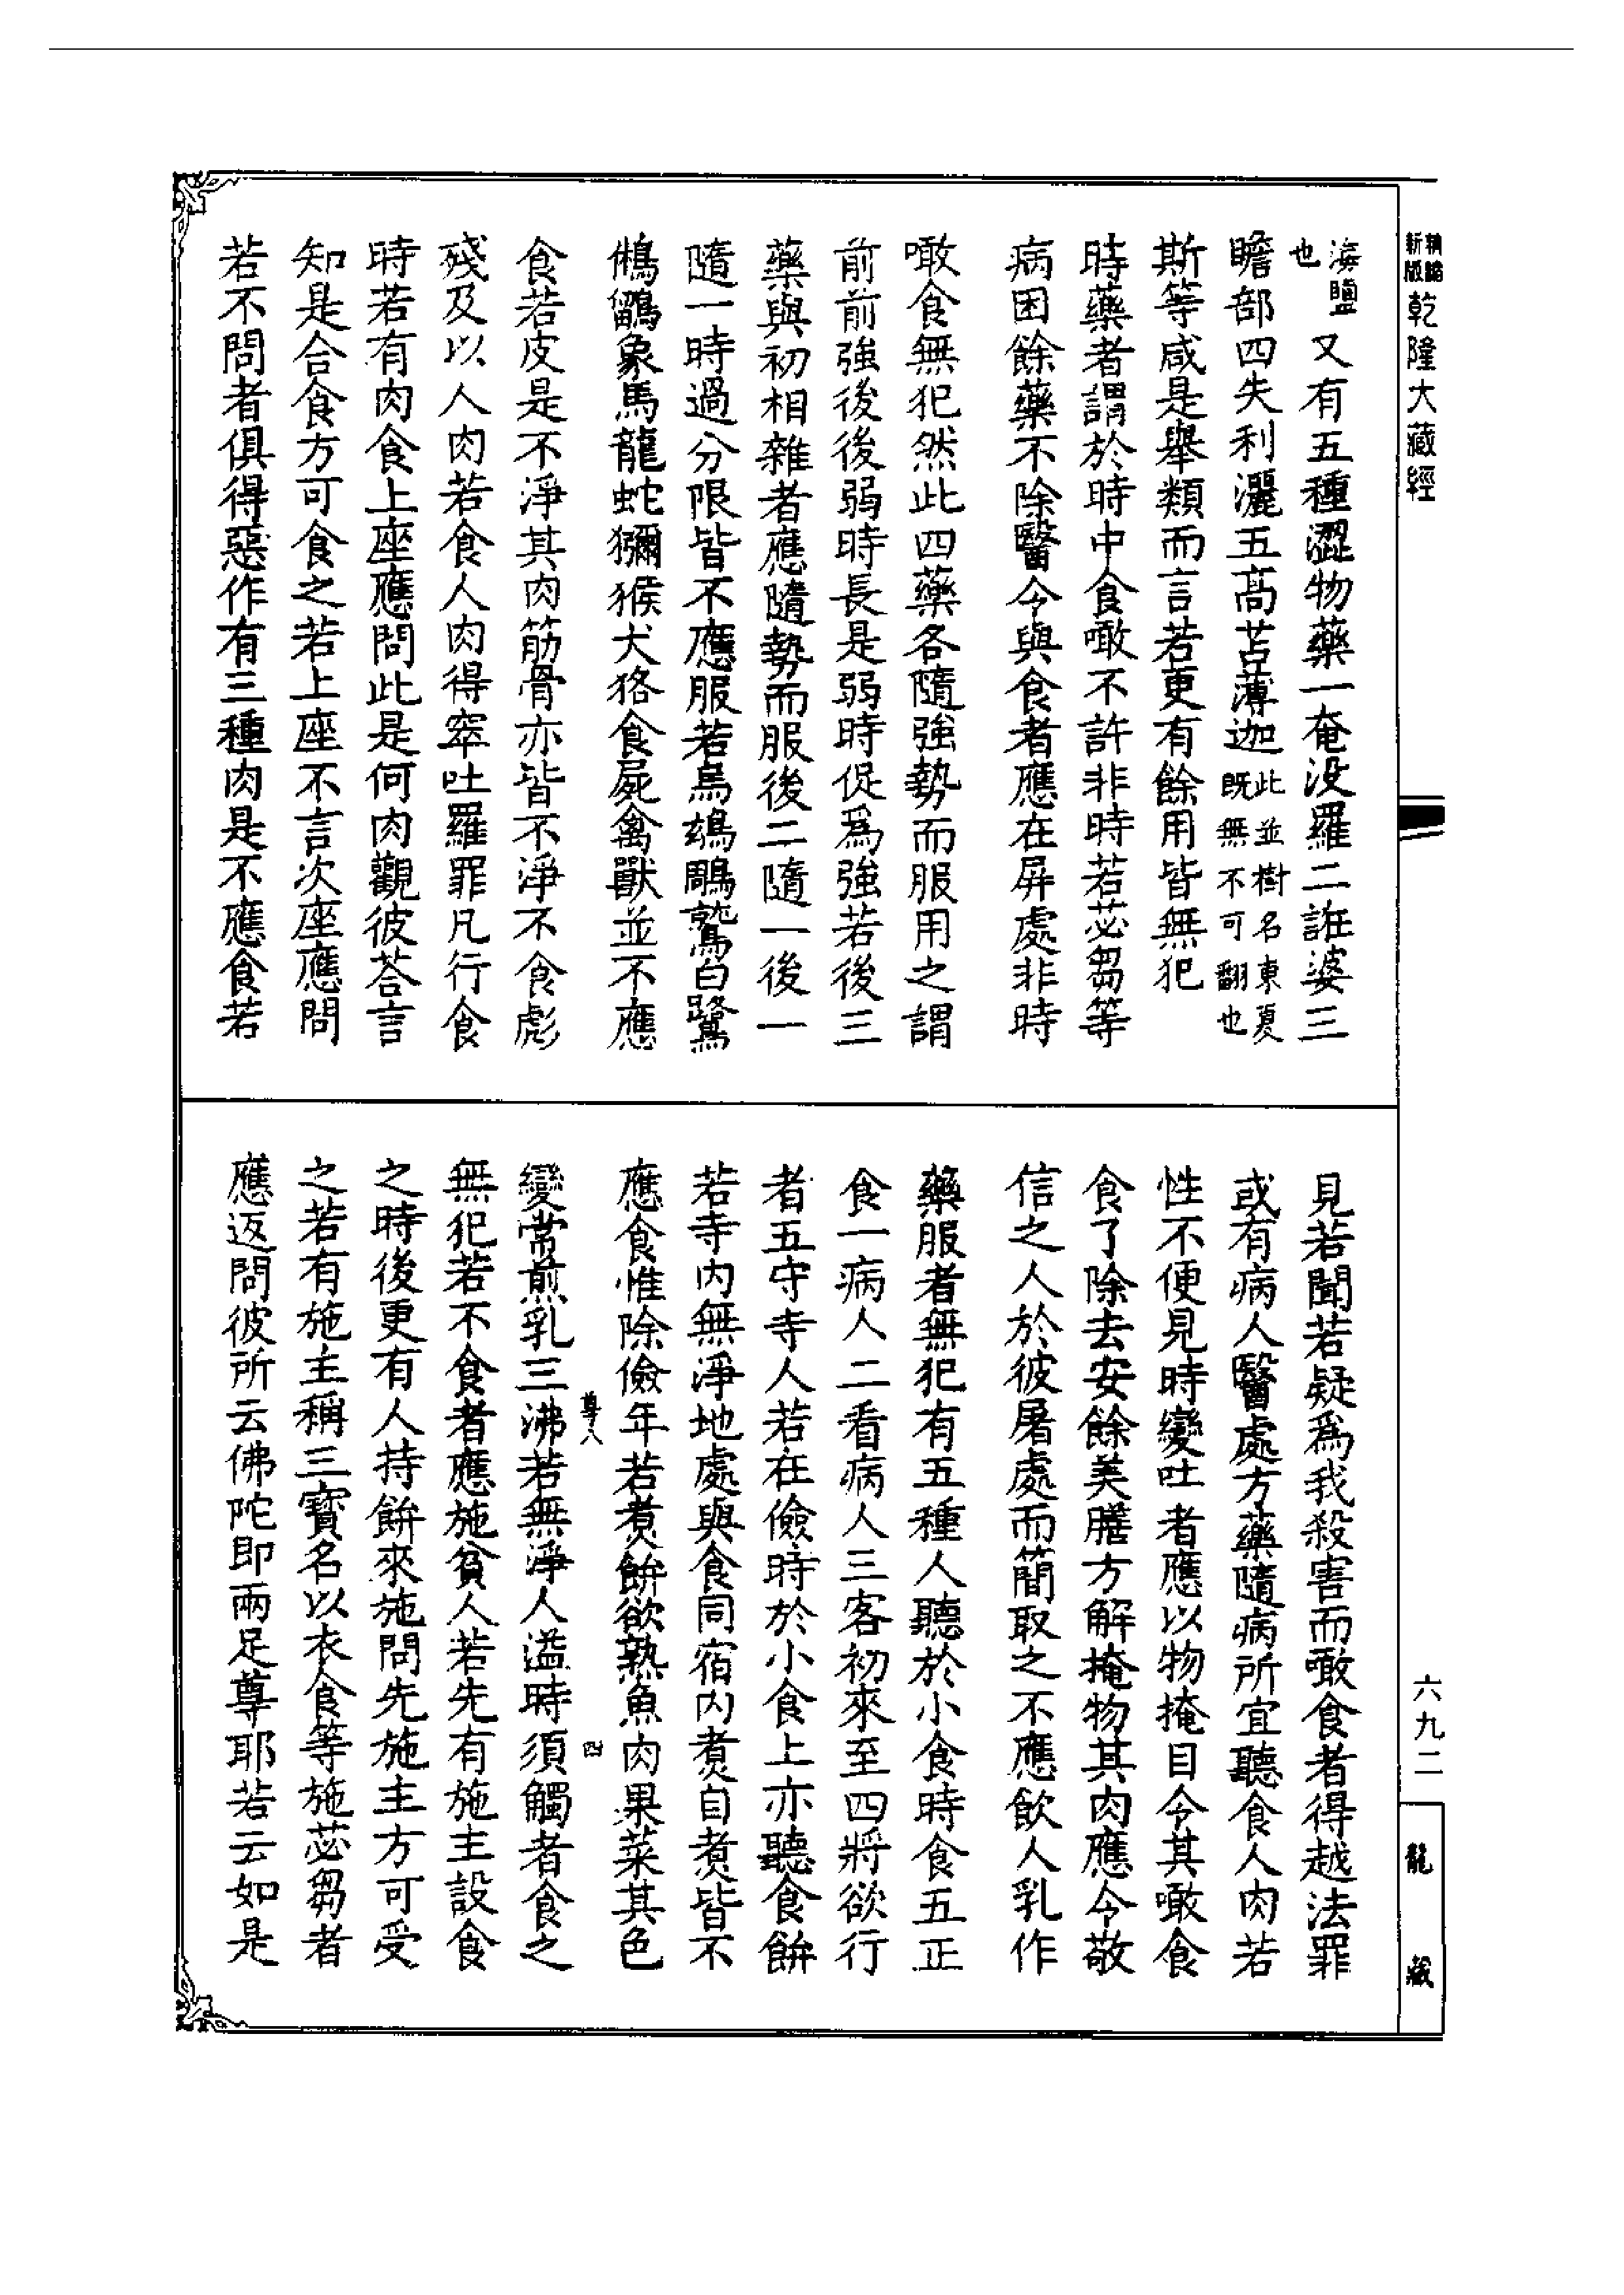 新編縮版 乾隆大藏經
海鹽也又有五種澀物藥一奄没羅二誰婆三
瞻部四失利灑五高苫薄迦此並樹名東夏既無不可翻也
斯等咸是舉類而言若更有餘用皆無犯
時藥者謂於時中食噉不許非時若苾芻等
病困餘藥不除醫令與食者應在屏處非時
噉食無犯然此四藥各隨強勢而服用之謂
前前強後後弱時長是弱時促爲強若後三
藥與初相雜者應隨勢而服後二隨一後一
隨一時過分限皆不應服若烏鵄鵰鷲白鷺
鵂鶹象馬龍蛇獼猴犬狢食屍禽獸並不應
食若皮是不淨其肉筋骨亦皆不淨不食彪
殘及以人肉若食人肉得窣吐羅罪凡行食
時若有肉食上座應問此是何肉觀彼荅言
知是合食方可食之若上座不言次座應問
若不問者俱得惡作有三種肉是不應食若
見若聞若疑爲我殺害而噉食者得越法罪
或有病人醫處方藥隨病所宜聽食人肉若
性不便見時變吐者應以物掩目令其噉食
食了除去安餘美膳方解掩物其肉應令敬
信之人於彼屠處而簡取之不應飲人乳作
藥服者無犯有五種人聽於小食時食五正
食一病人二看病人三客初來至四將欲行
者五守寺人若在儉時於小食上亦聽食餅
若寺内無淨地處與食同宿内煑自煑皆不
應食惟除儉年若煑餅欲熟魚肉果菜其色
尊八 四
變常煎乳三沸若無淨人溢時須觸者食之
無犯若不食者應施貧人若先有施主設食
之時後更有人持餅來施問先施主方可受
之若有施主稱三寶名以衣食等施苾芻者
應返問彼所云佛陀即兩足尊耶若云如是
六九二
龍藏